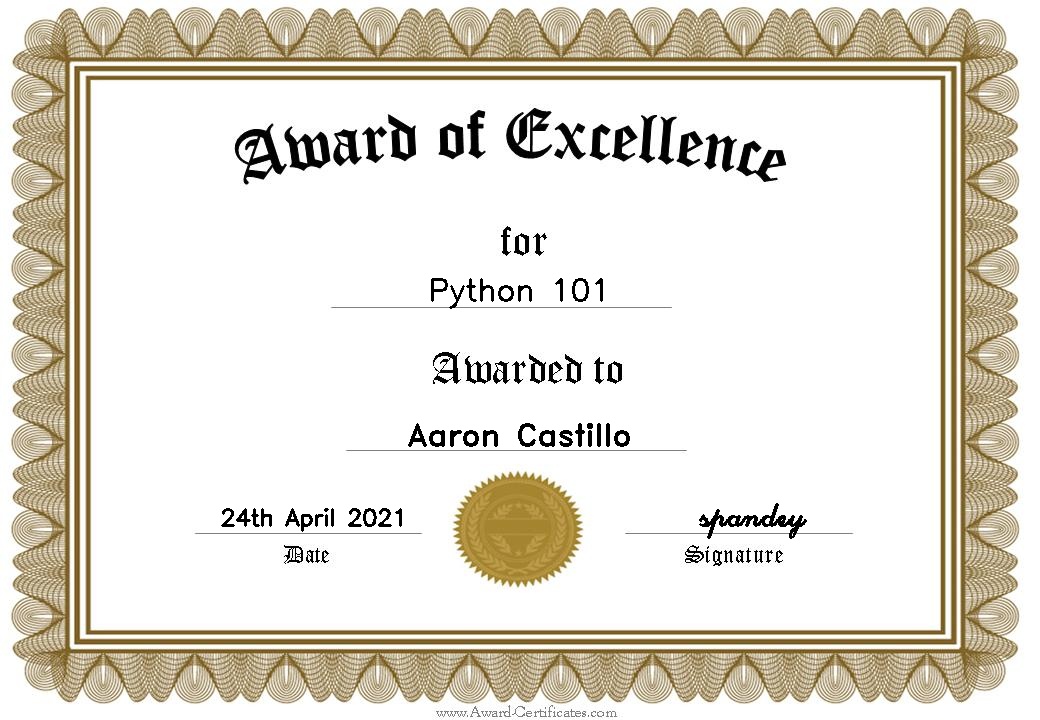 Award of Excellence
for
Python 101
Awarded to
Aaron Castillo
24th April 2021
spandey
Date
Signature
www.Award-Certificates.com